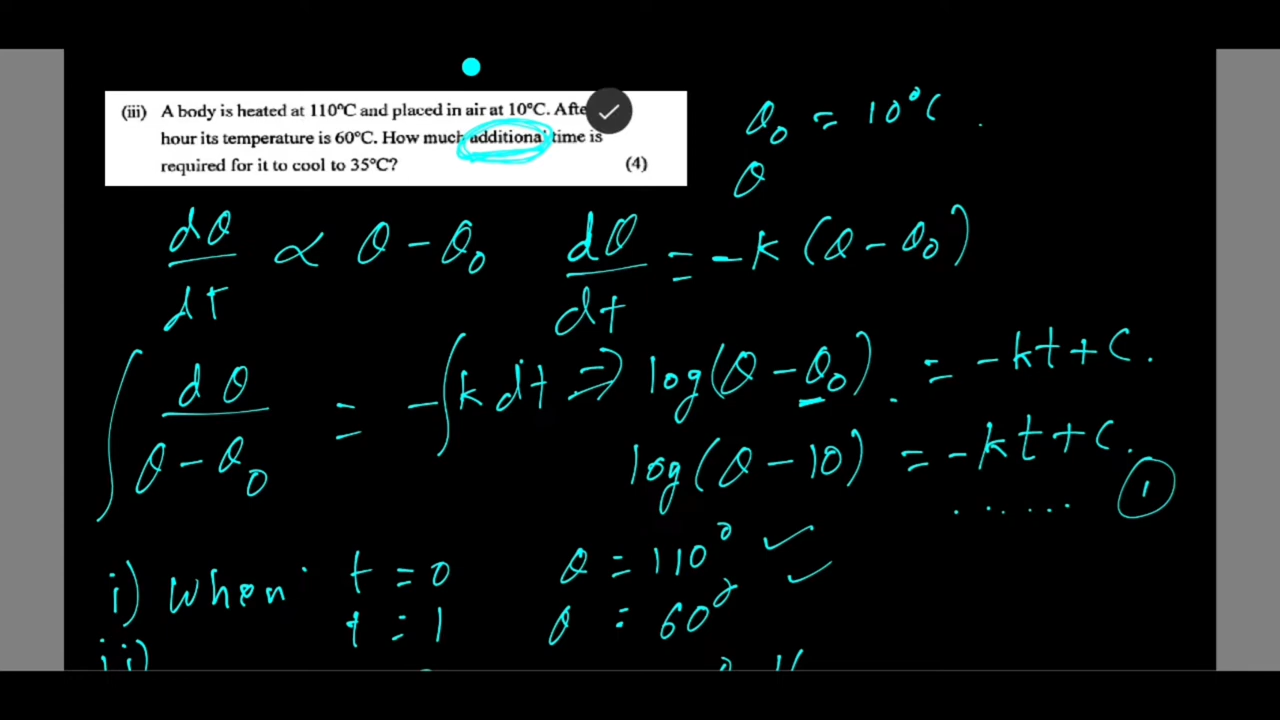 (iii) A body is heated at 110°C and placed in air at 10°C. Afte
hour its temperature is 60°C. How much additional time is
required for it to cool to 35°C? (4)
θ₀ = 10°C .
θ
dθ/dt ∝ θ - θ₀ dθ/dt = -k (θ - θ₀)
∫ dθ/(θ - θ₀) = -∫k dt ⇒ log(θ - θ₀) = -kt + C.
log(θ - 10) = -kt + C.
...... ①
i) When t = 0 θ = 110° ✓
t = 1 θ = 60° ✓
ii)